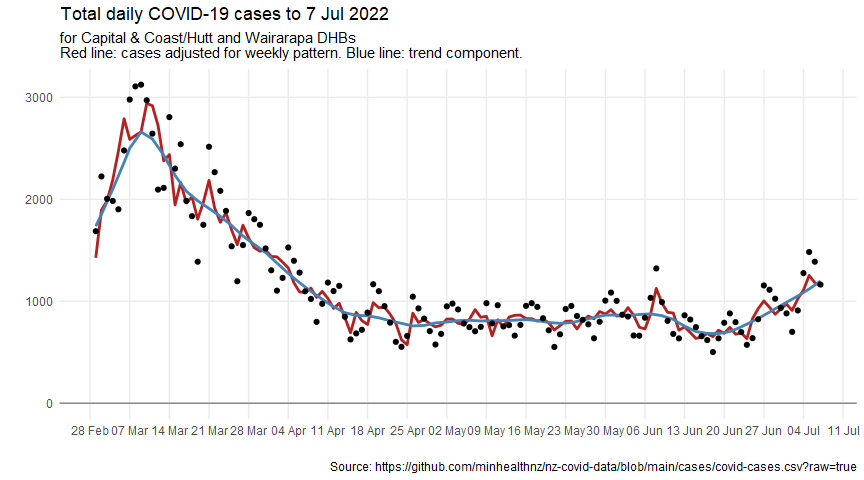 Total daily COVID-19 cases to 7 Jul 2022
for Capital & Coast/Hutt and Wairarapa DHBs
Red line: cases adjusted for weekly pattern. Blue line: trend component.
3000
2000
1000
0
28 Feb 07 Mar 14 Mar 21 Mar 28 Mar 04 Apr 11 Apr 18 Apr 25 Apr 02 May 09 May 16 May 23 May 30 May 06 Jun 13 Jun 20 Jun 27 Jun 04 Jul 11 Jul
Source: https://github.com/minhealthnz/nz-covid-data/blob/main/cases/covid-cases.csv?raw=true